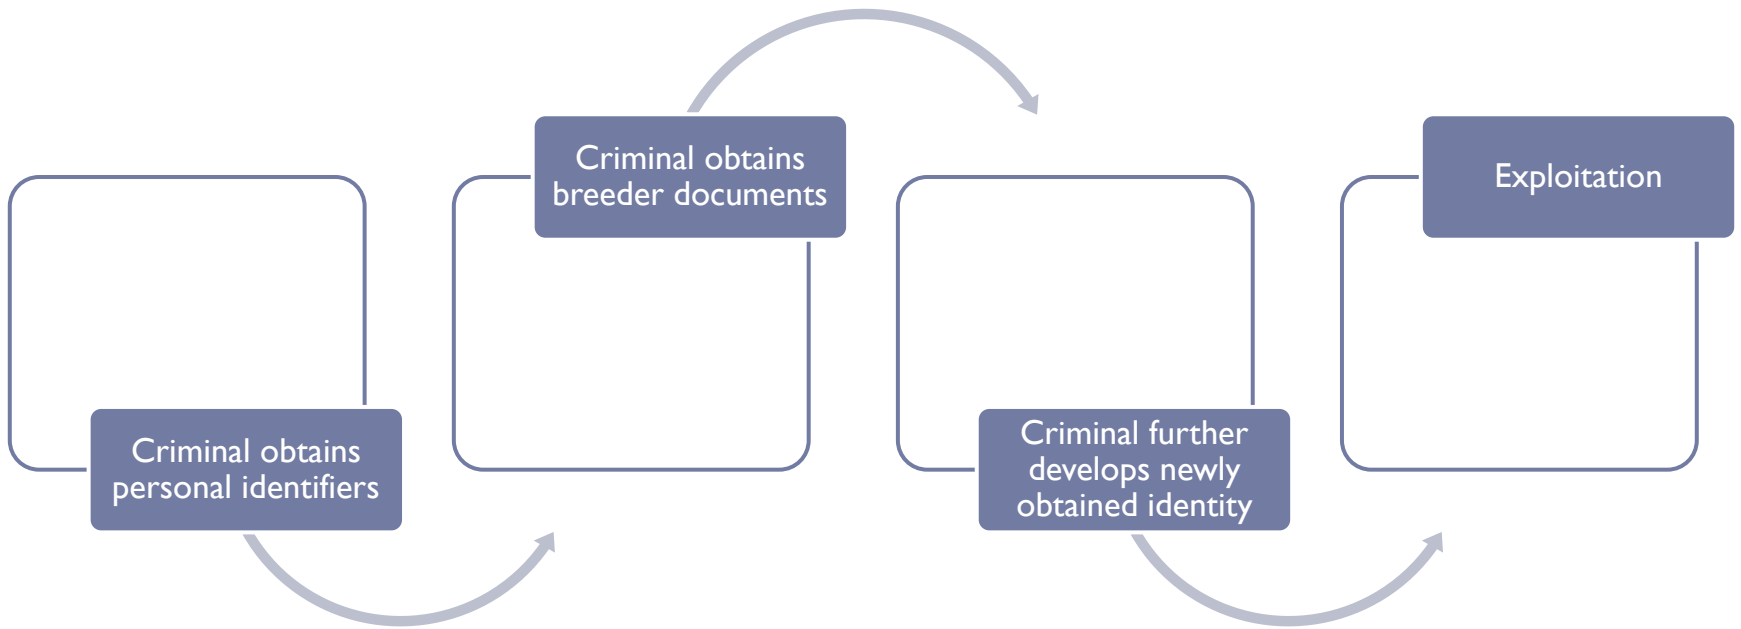 Criminal obtains
personal identifiers
Criminal obtains
breeder documents
Criminal further
develops newly
obtained identity
Exploitation